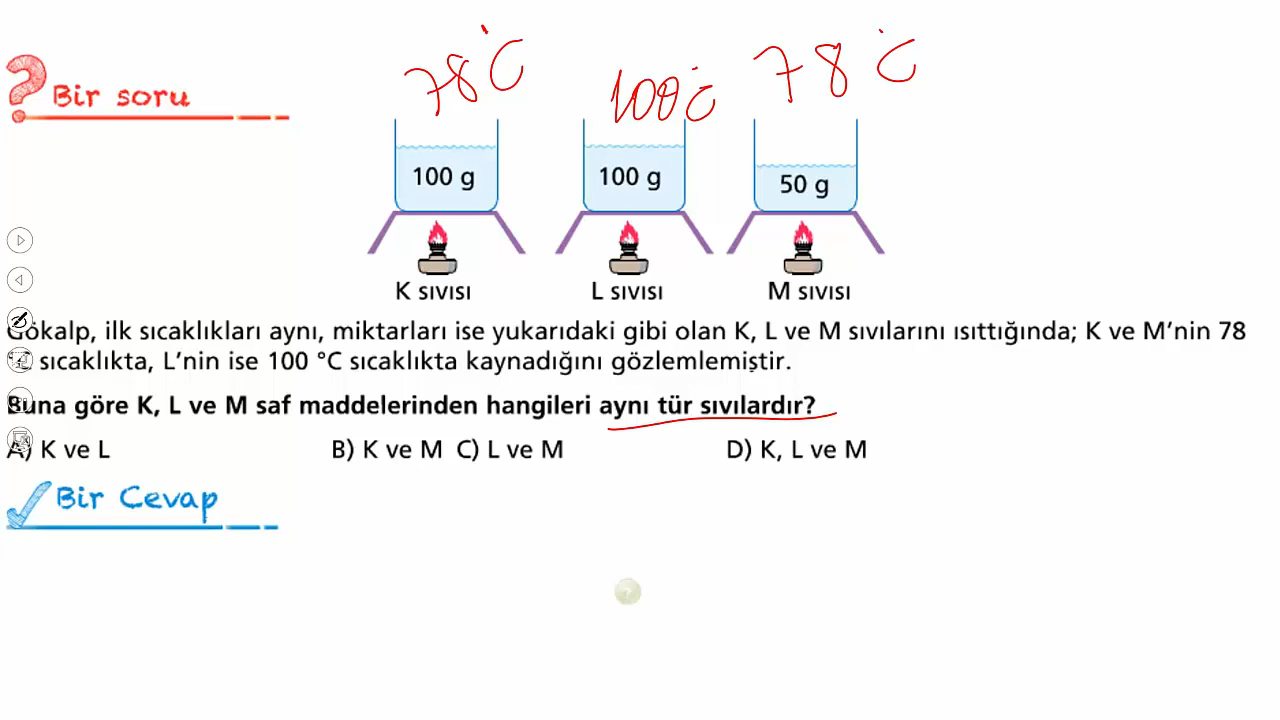 78°C 100°C 78°C
Bir soru
100 g 100 g 50 g
K sıvısı L sıvısı M sıvısı
Gökalp, ilk sıcaklıkları aynı, miktarları ise yukarıdaki gibi olan K, L ve M sıvılarını ısıttığında; K ve M’nin 78
°C sıcaklıkta, L’nin ise 100 °C sıcaklıkta kaynadığını gözlemlemiştir.
Buna göre K, L ve M saf maddelerinden hangileri aynı tür sıvılardır?
A) K ve L B) K ve M C) L ve M D) K, L ve M
Bir Cevap